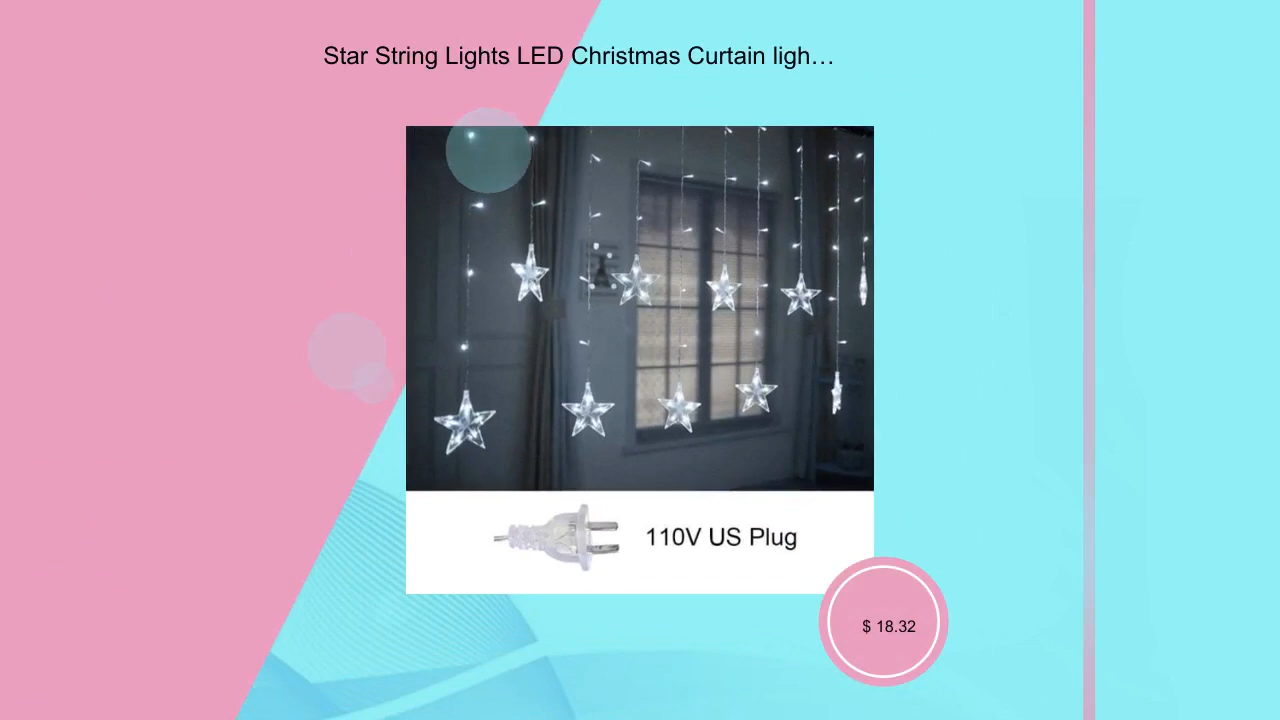 Star String Lights LED Christmas Curtain ligh…
110V US Plug
$ 18.32